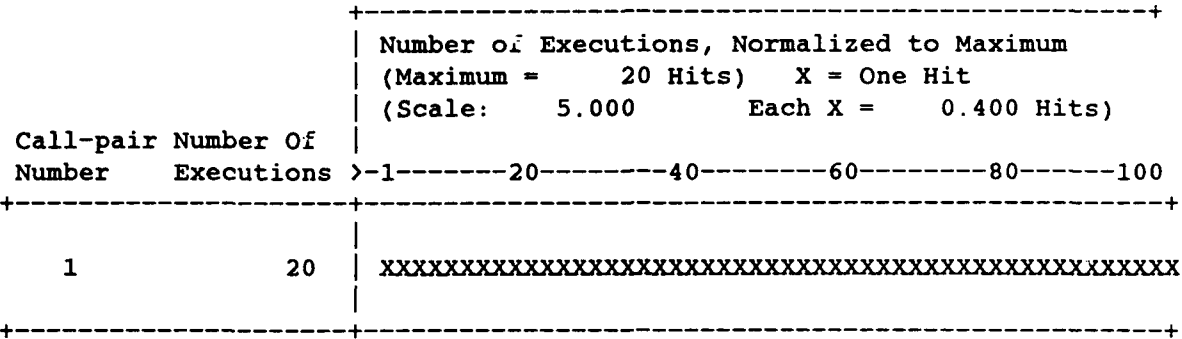 +-------------------------------------------------+
| Number of Executions, Normalized to Maximum
| (Maximum =      20 Hits)   X = One Hit
| (Scale:    5.000       Each X =    0.400 Hits)
Call-pair Number Of |
Number    Executions >-1-------20--------40--------60--------80------100
+---------------------+--------------------------------------------------+
|
1             20 | XXXXXXXXXXXXXXXXXXXXXXXXXXXXXXXXXXXXXXXXXXXXXXXXXX
|
+---------------------+--------------------------------------------------+